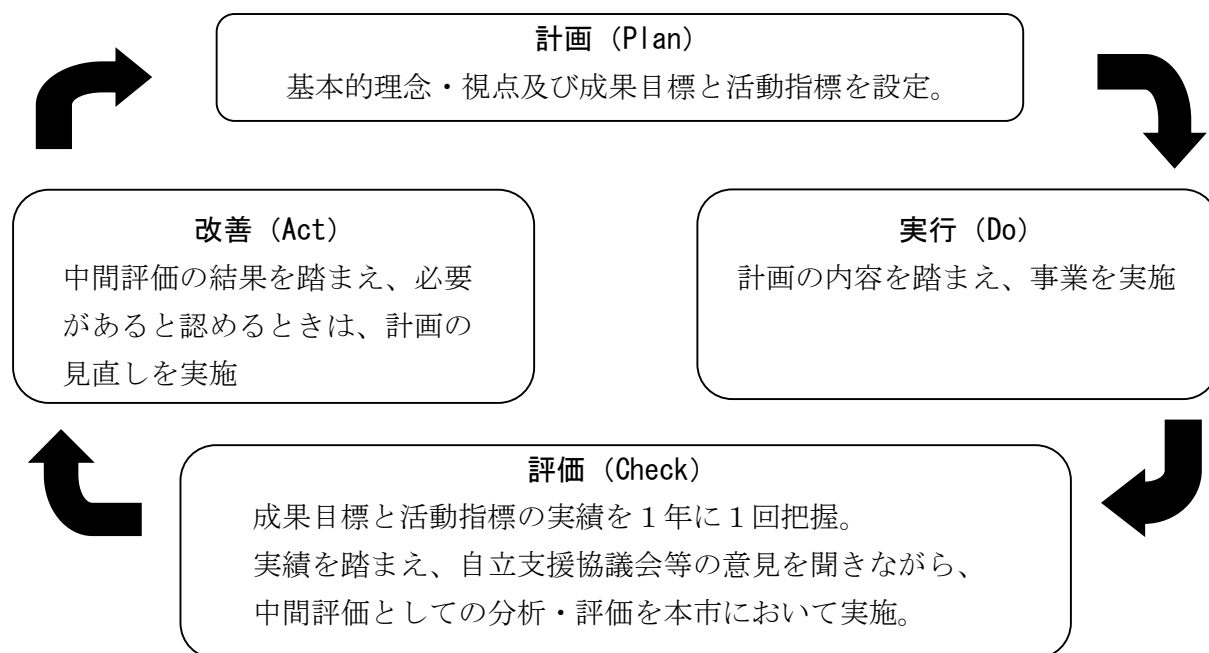 計画（Plan）
基本的理念・視点及び成果目標と活動指標を設定。
改善（Act）
中間評価の結果を踏まえ、必要
があると認めるときは、計画の
見直しを実施
実行（Do）
計画の内容を踏まえ、事業を実施
評価（Check）
成果目標と活動指標の実績を１年に１回把握。
実績を踏まえ、自立支援協議会等の意見を聞きながら、
中間評価としての分析・評価を本市において実施。